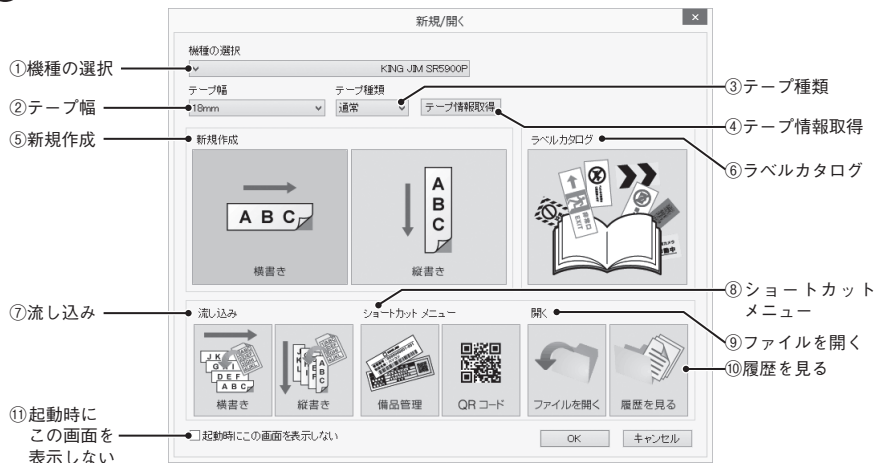 新規/開く
×
機種の選択
KING JIM SR5900P
テープ幅
テープ種類
18mm
通常
テープ情報取得
新規作成
ラベルカタログ
A B C
横書き
A
B
C
縦書き
非常口
EXIT
流し込み
ショートカット メニュー
開く
J K
G H I
D E F
A B C
横書き
縦書き
備品管理
QRコード
ファイルを開く
履歴を見る
起動時にこの画面を表示しない
OK
キャンセル
①機種の選択
②テープ幅
⑤新規作成
⑦流し込み
⑪起動時に
この画面を
表示しない
③テープ種類
④テープ情報取得
⑥ラベルカタログ
⑧ショートカット
メニュー
⑨ファイルを開く
⑩履歴を見る